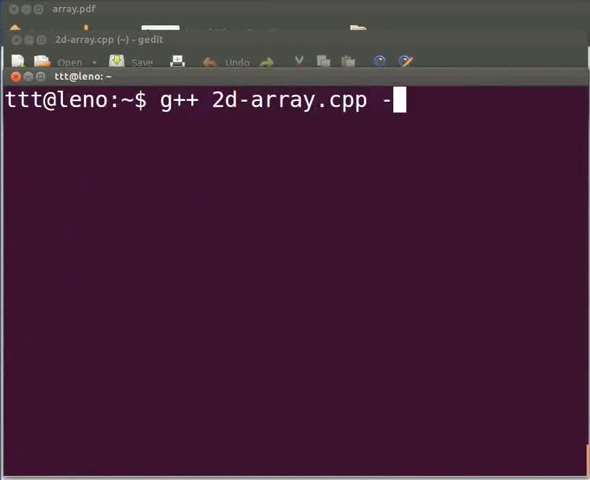 array.pdf
2d-array.cpp (~) - gedit
Open Save Undo
ttt@leno: ~
ttt@leno:~$ g++ 2d-array.cpp -